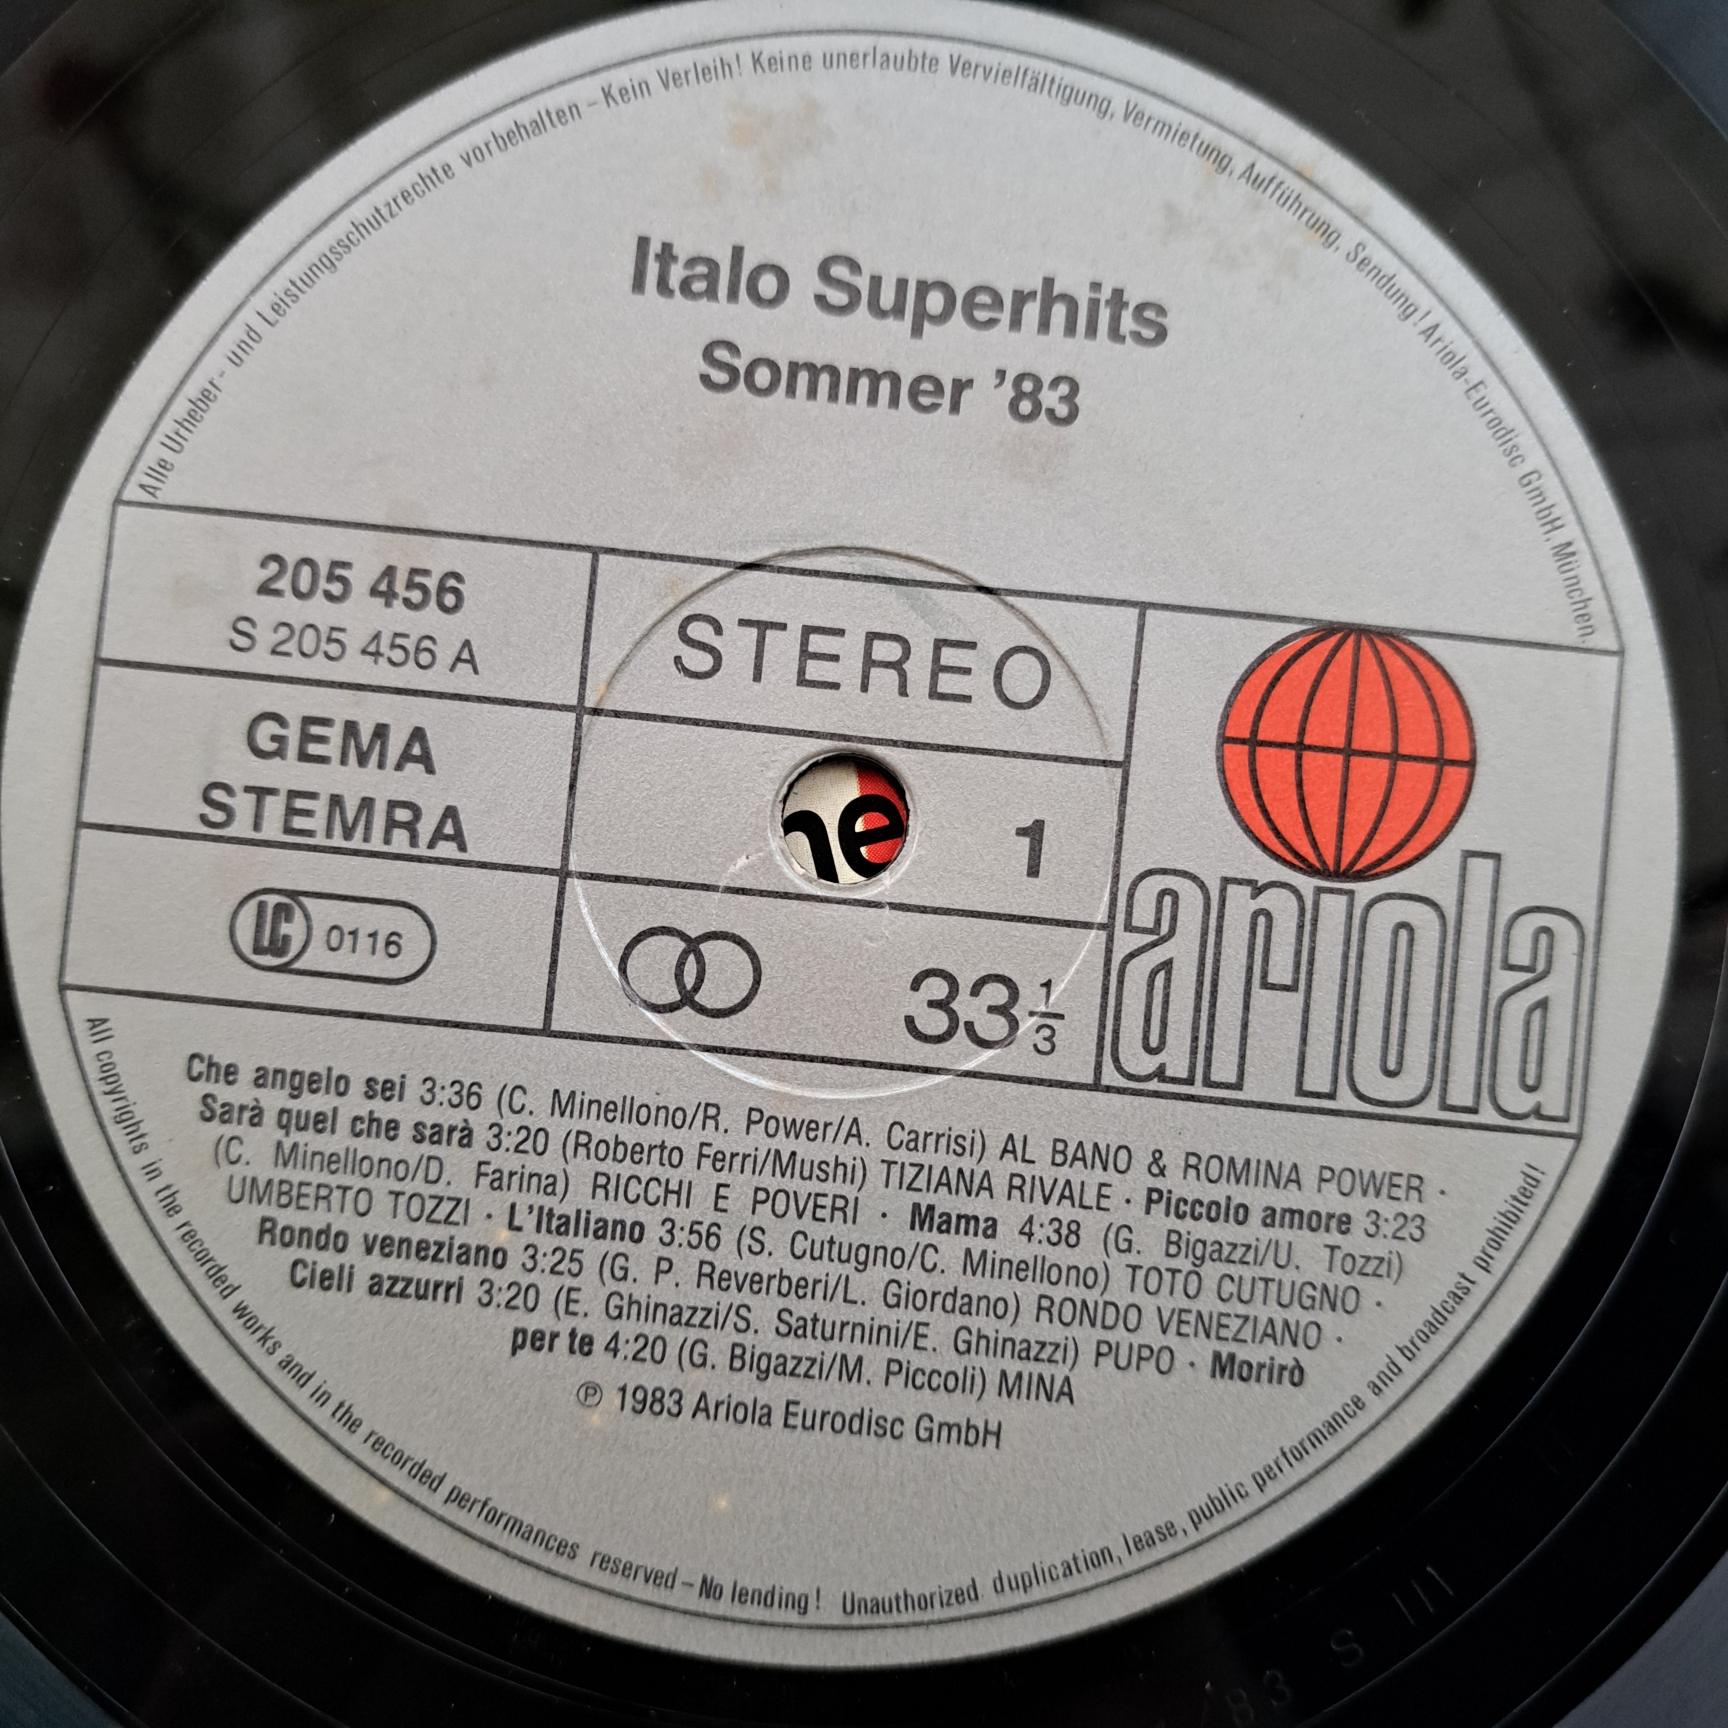 Alle Urheber- und Leistungsschutzrechte vorbehalten – Kein Verleih! Keine unerlaubte Vervielfältigung, Vermietung, Aufführung, Sendung! Ariola-Eurodisc GmbH, München.
Italo Superhits
Sommer '83
205 456
S 205 456 A
STEREO
GEMA
STEMRA
ne
1
LC 0116
33 1/3
ariola
Che angelo sei 3:36 (C. Minellono/R. Power/A. Carrisi) AL BANO & ROMINA POWER ·
Sarà quel che sarà 3:20 (Roberto Ferri/Mushi) TIZIANA RIVALE · Piccolo amore 3:23
(C. Minellono/D. Farina) RICCHI E POVERI · Mama 4:38 (G. Bigazzi/U. Tozzi)
UMBERTO TOZZI · L'Italiano 3:56 (S. Cutugno/C. Minellono) TOTO CUTUGNO ·
Rondo veneziano 3:25 (G. P. Reverberi/L. Giordano) RONDO VENEZIANO ·
Cieli azzurri 3:20 (E. Ghinazzi/S. Saturnini/E. Ghinazzi) PUPO · Morirò
per te 4:20 (G. Bigazzi/M. Piccoli) MINA
℗ 1983 Ariola Eurodisc GmbH
All copyrights in the recorded works and in the recorded performances reserved – No lending! Unauthorized duplication, lease, public performance and broadcast prohibited!
83 S III